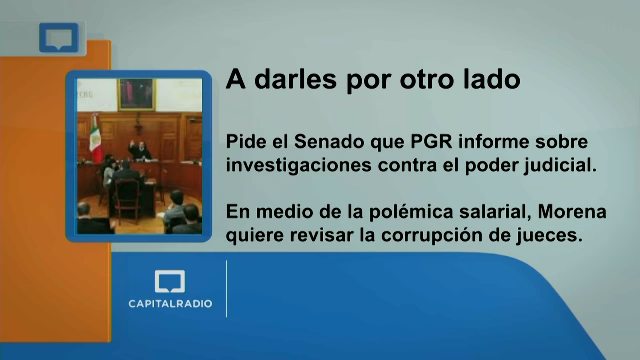 A darles por otro lado
Pide el Senado que PGR informe sobre
investigaciones contra el poder judicial.
En medio de la polémica salarial, Morena
quiere revisar la corrupción de jueces.
CAPITALRADIO